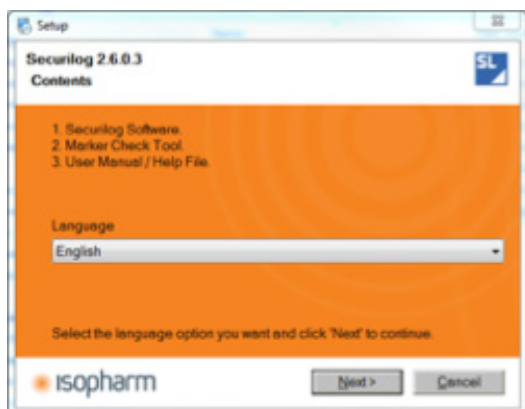 Setup
Securilog 2.6.0.3
Contents
SL
1. Securilog Software.
2. Marker Check Tool.
3. User Manual / Help File.
Language
English
Select the language option you want and click 'Next' to continue.
isopharm
Next >
Cancel